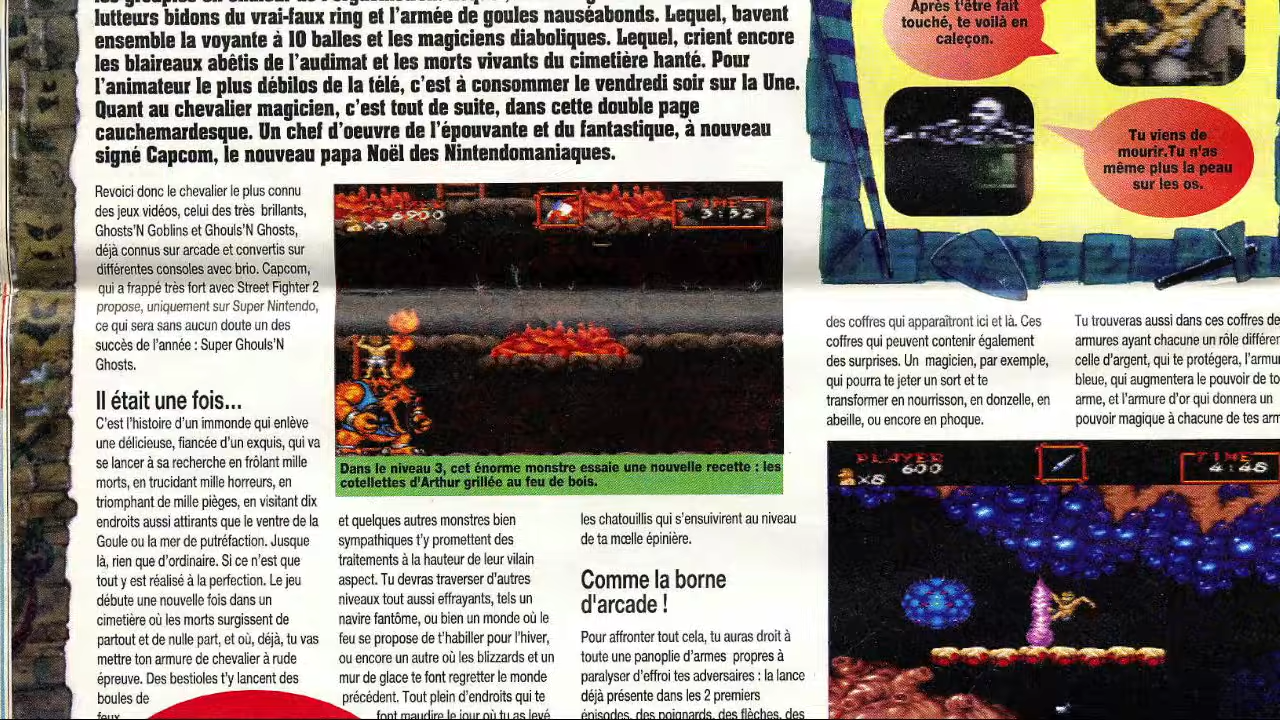 lutteurs bidons du vrai-faux ring et l'armée de goules nauséabonds. Lequel, bavent
ensemble la voyante à 10 balles et les magiciens diaboliques. Lequel, crient encore
les blaireaux abêtis de l'audimat et les morts vivants du cimetière hanté. Pour
l'animateur le plus débilos de la télé, c'est à consommer le vendredi soir sur la Une.
Quant au chevalier magicien, c'est tout de suite, dans cette double page
cauchemardesque. Un chef d'oeuvre de l'épouvante et du fantastique, à nouveau
signé Capcom, le nouveau papa Noël des Nintendomaniaques.
Revoici donc le chevalier le plus connu
des jeux vidéos, celui des très brillants,
Ghosts'N Goblins et Ghouls'N Ghosts,
déjà connus sur arcade et convertis sur
différentes consoles avec brio. Capcom,
qui a frappé très fort avec Street Fighter 2
propose, uniquement sur Super Nintendo,
ce qui sera sans aucun doute un des
succès de l'année : Super Ghouls'N
Ghosts.
Il était une fois...
C'est l'histoire d'un immonde qui enlève
une délicieuse, fiancée d'un exquis, qui va
se lancer à sa recherche en frôlant mille
morts, en trucidant mille horreurs, en
triomphant de mille pièges, en visitant dix
endroits aussi attirants que le ventre de la
Goule ou la mer de putréfaction. Jusque
là, rien que d'ordinaire. Si ce n'est que
tout y est réalisé à la perfection. Le jeu
débute une nouvelle fois dans un
cimetière où les morts surgissent de
partout et de nulle part, et où, déjà, tu vas
mettre ton armure de chevalier à rude
épreuve. Des bestioles t'y lancent des
boules de
feux
6900
x5
3:52
Dans le niveau 3, cet énorme monstre essaie une nouvelle recette : les
cotellettes d'Arthur grillée au feu de bois.
et quelques autres monstres bien
sympathiques t'y promettent des
traitements à la hauteur de leur vilain
aspect. Tu devras traverser d'autres
niveaux tout aussi effrayants, tels un
navire fantôme, ou bien un monde où le
feu se propose de t'habiller pour l'hiver,
ou encore un autre où les blizzards et un
mur de glace te font regretter le monde
précédent. Tout plein d'endroits qui te
font maudire le jour où tu as levé
les chatouillis qui s'ensuivirent au niveau
de ta mœlle épinière.
Comme la borne
d'arcade !
Pour affronter tout cela, tu auras droit à
toute une panoplie d'armes propres à
paralyser d'effroi tes adversaires : la lance
déjà présente dans les 2 premiers
épisodes, des poignards, des flèches, des
Après t'être fait
touché, te voilà en
caleçon.
Tu viens de
mourir.Tu n'as
même plus la peau
sur les os.
des coffres qui apparaîtront ici et là. Ces
coffres qui peuvent contenir également
des surprises. Un magicien, par exemple,
qui pourra te jeter un sort et te
transformer en nourrisson, en donzelle, en
abeille, ou encore en phoque.
Tu trouveras aussi dans ces coffres de
armures ayant chacune un rôle différen
celle d'argent, qui te protégera, l'armu
bleue, qui augmentera le pouvoir de to
arme, et l'armure d'or qui donnera un
pouvoir magique à chacune de tes arm
PLAYER
600
TIME
4:48